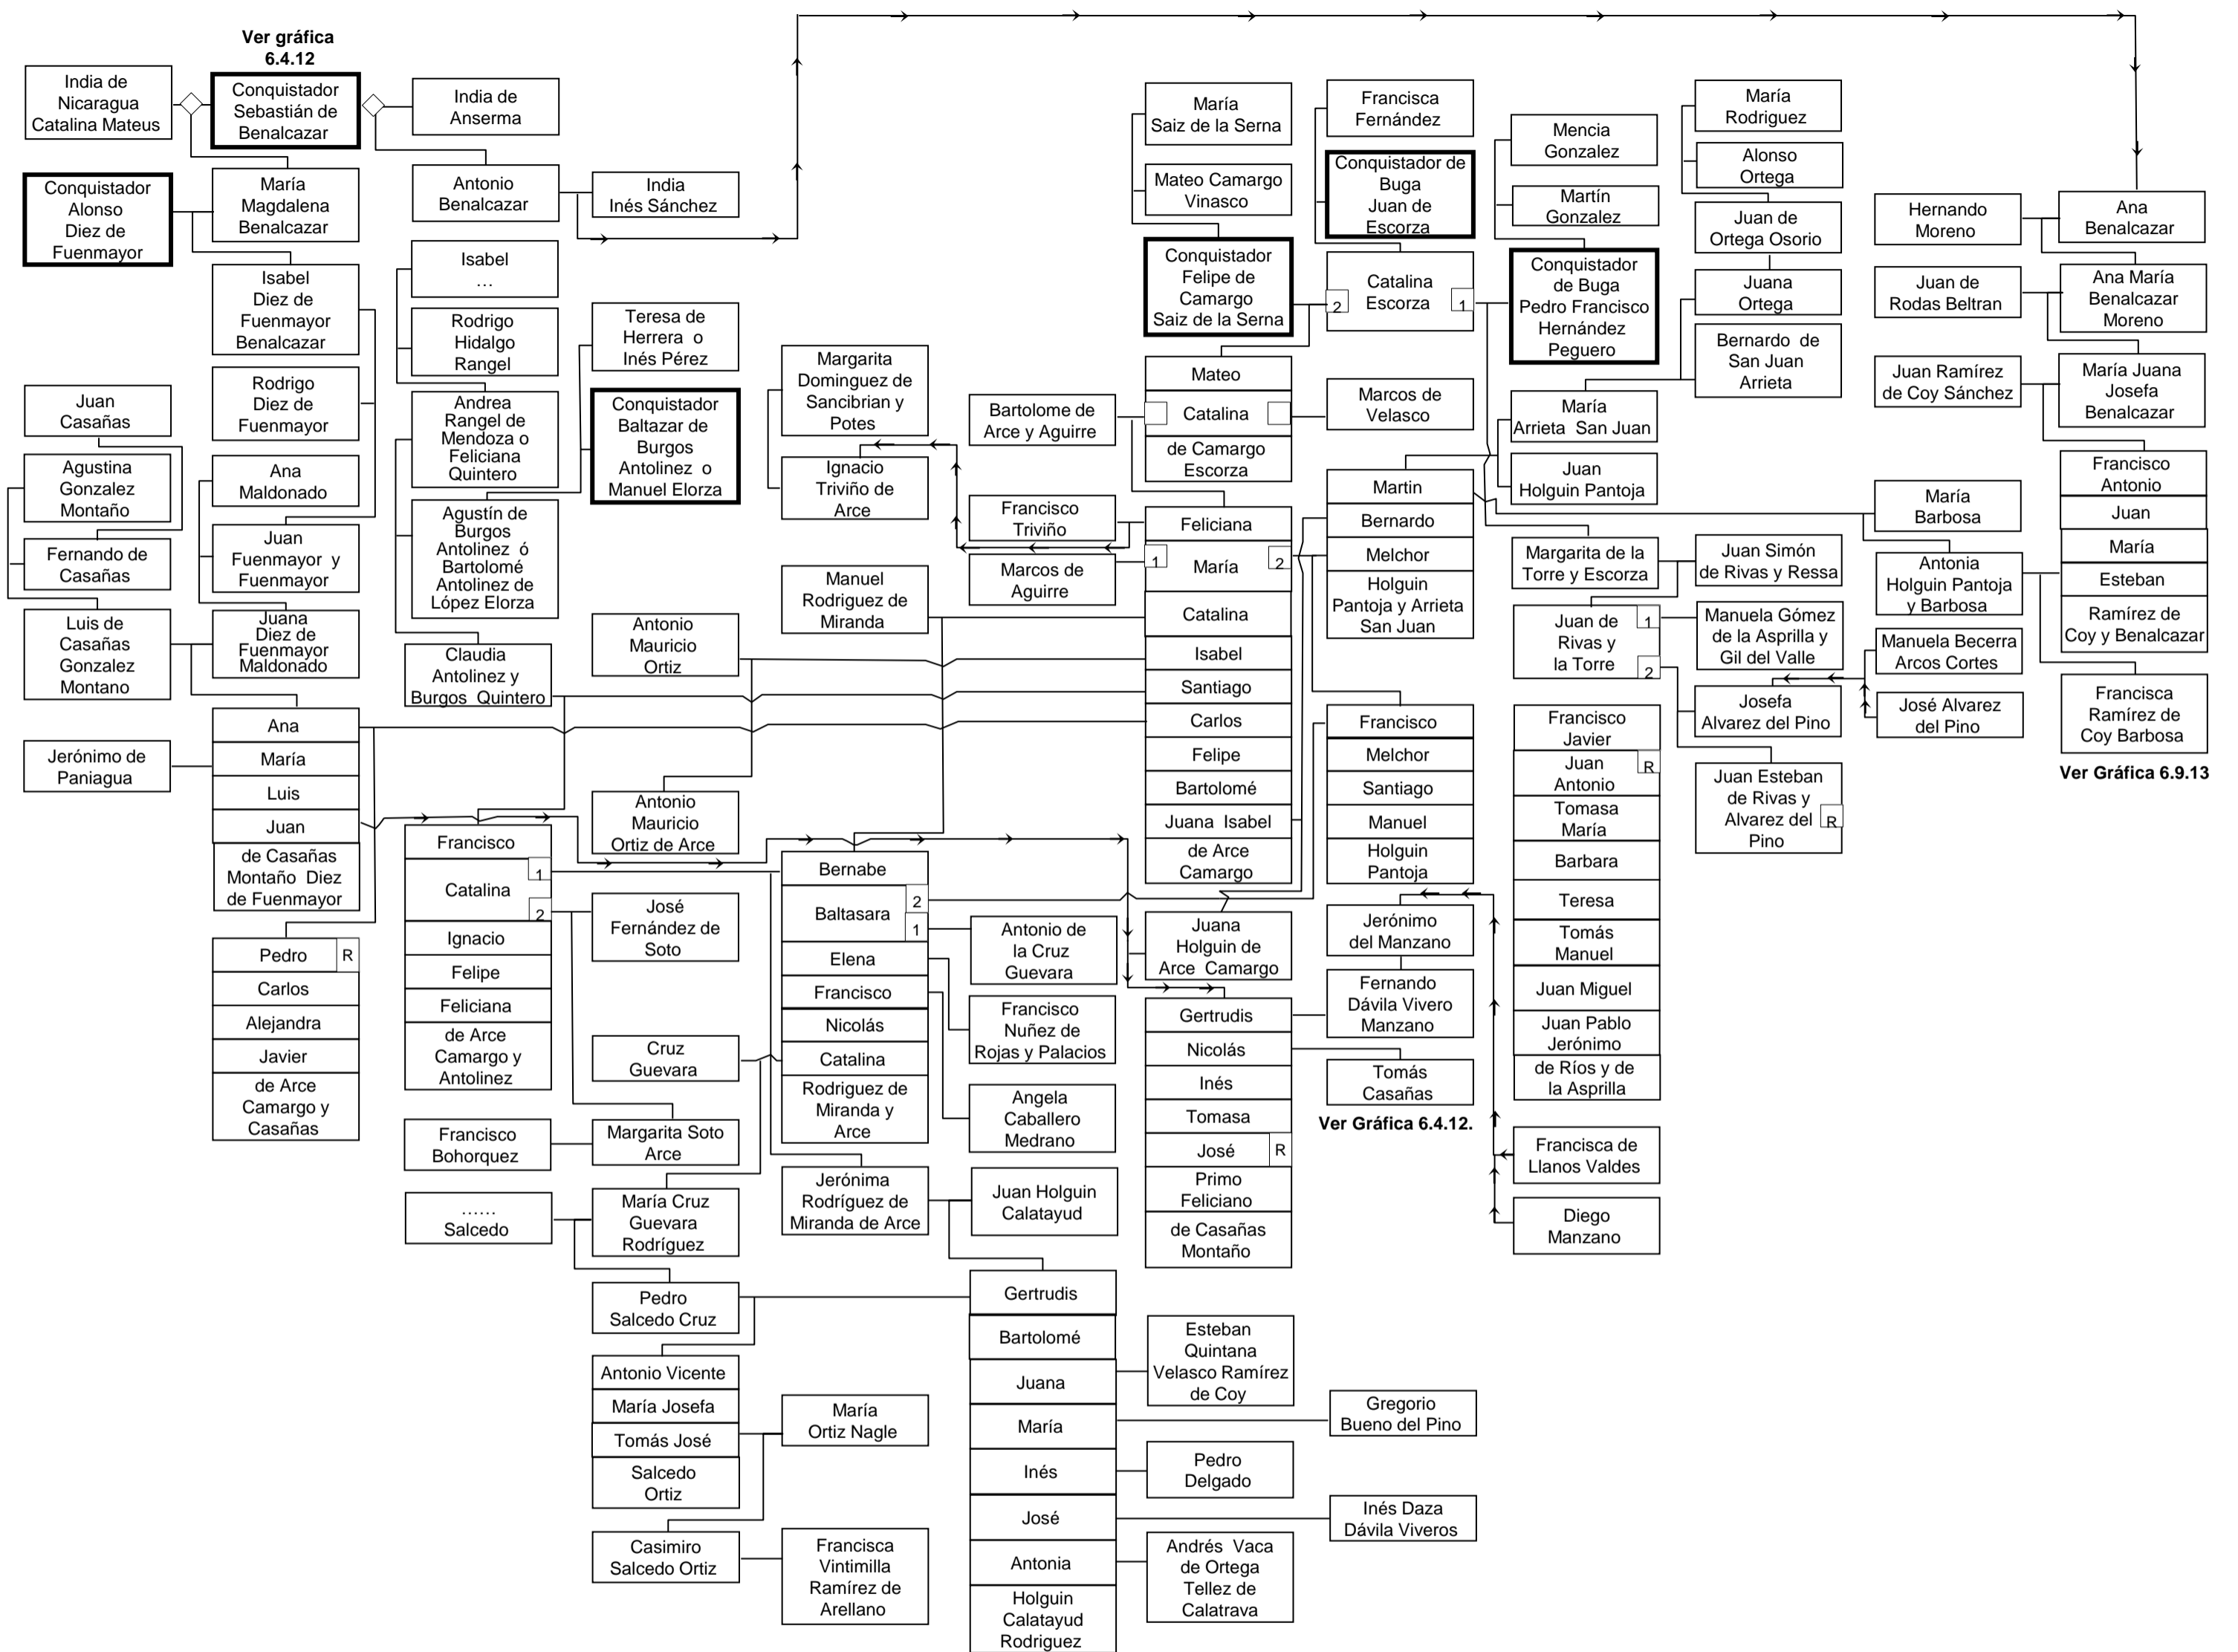 Ver gráfica
6.4.12
India de
Nicaragua
Catalina Mateus
Conquistador
Sebastián de
Benalcazar
India de
Anserma
Conquistador
Alonso
Diez de
Fuenmayor
María
Magdalena
Benalcazar
Antonio
Benalcazar
India
Inés Sánchez
Isabel
Diez de
Fuenmayor
Benalcazar
Isabel
...
Rodrigo
Hidalgo
Rangel
Teresa de
Herrera o
Inés Pérez
Rodrigo
Diez de
Fuenmayor
Juan
Casañas
Andrea
Rangel de
Mendoza o
Feliciana
Quintero
Conquistador
Baltazar de
Burgos
Antolinez o
Manuel Elorza
Agustina
Gonzalez
Montaño
Ana
Maldonado
Fernando de
Casañas
Juan
Fuenmayor y
Fuenmayor
Agustín de
Burgos
Antolinez ó
Bartolomé
Antolinez de
López Elorza
Luis de
Casañas
Gonzalez
Montano
Juana
Diez de
Fuenmayor
Maldonado
Claudia
Antolinez y
Burgos Quintero
Antonio
Mauricio
Ortiz
Jerónimo de
Paniagua
Ana
María
Luis
Juan
de Casañas
Montaño Diez
de Fuenmayor
Pedro
R
Carlos
Alejandra
Javier
de Arce
Camargo y
Casañas
Francisco
Catalina
1
2
Ignacio
Felipe
Feliciana
de Arce
Camargo y
Antolinez
Antonio
Mauricio
Ortiz de Arce
José
Fernández de
Soto
Cruz
Guevara
Francisco
Bohorquez
Margarita Soto
Arce
......
Salcedo
María Cruz
Guevara
Rodríguez
Pedro
Salcedo Cruz
Antonio Vicente
María Josefa
Tomás José
Salcedo
Ortiz
María
Ortiz Nagle
Casimiro
Salcedo Ortiz
Francisca
Vintimilla
Ramírez de
Arellano
Margarita
Dominguez de
Sancibrian y
Potes
Ignacio
Triviño de
Arce
Manuel
Rodriguez de
Miranda
Bernabe
Baltasara
2
1
Elena
Francisco
Nicolás
Catalina
Rodriguez de
Miranda y
Arce
Jerónima
Rodríguez de
Miranda de Arce
Antonio de
la Cruz
Guevara
Francisco
Nuñez de
Rojas y Palacios
Angela
Caballero
Medrano
Juan Holguin
Calatayud
Gertrudis
Bartolomé
Juana
María
Inés
José
Antonia
Holguin
Calatayud
Rodriguez
Esteban
Quintana
Velasco Ramírez
de Coy
Gregorio
Bueno del Pino
Pedro
Delgado
Inés Daza
Dávila Viveros
Andrés Vaca
de Ortega
Tellez de
Calatrava
María
Saiz de la Serna
Mateo Camargo
Vinasco
Conquistador
Felipe de
Camargo
Saiz de la Serna
Francisca
Fernández
Conquistador de
Buga
Juan de
Escorza
2
Catalina
Escorza
1
Mencia
Gonzalez
Martín
Gonzalez
Conquistador
de Buga
Pedro Francisco
Hernández
Peguero
María
Rodriguez
Alonso
Ortega
Juan de
Ortega Osorio
Juana
Ortega
Bernardo de
San Juan
Arrieta
Bartolome de
Arce y Aguirre
Mateo
Catalina
de Camargo
Escorza
Marcos de
Velasco
María
Arrieta San Juan
Juan
Holguin Pantoja
Francisco
Triviño
Marcos de
Aguirre
Feliciana
1
María
2
Catalina
Isabel
Santiago
Carlos
Felipe
Bartolomé
Juana Isabel
de Arce
Camargo
Martin
Bernardo
Melchor
Holguin
Pantoja y Arrieta
San Juan
Francisco
Melchor
Santiago
Manuel
Holguin
Pantoja
Juana
Holguin de
Arce Camargo
Jerónimo
del Manzano
Fernando
Dávila Vivero
Manzano
Gertrudis
Nicolás
Inés
Tomasa
José
R
Primo
Feliciano
de Casañas
Montaño
Tomás
Casañas
Ver Gráfica 6.4.12.
Margarita de la
Torre y Escorza
Juan Simón
de Rivas y Ressa
Juan de
Rivas y
la Torre
1
2
Manuela Gómez
de la Asprilla y
Gil del Valle
Josefa
Alvarez del Pino
Manuela Becerra
Arcos Cortes
José Alvarez
del Pino
Juan Esteban
de Rivas y
Alvarez del
Pino
R
Francisco
Javier
Juan
Antonio
R
Tomasa
María
Barbara
Teresa
Tomás
Manuel
Juan Miguel
Juan Pablo
Jerónimo
de Ríos y de
la Asprilla
Francisca de
Llanos Valdes
Diego
Manzano
Hernando
Moreno
Ana
Benalcazar
Juan de
Rodas Beltran
Ana María
Benalcazar
Moreno
Juan Ramírez
de Coy Sánchez
María Juana
Josefa
Benalcazar
María
Barbosa
Antonia
Holguin Pantoja
y Barbosa
Francisco
Antonio
Juan
María
Esteban
Ramírez de
Coy y Benalcazar
Francisca
Ramírez de
Coy Barbosa
Ver Gráfica 6.9.13